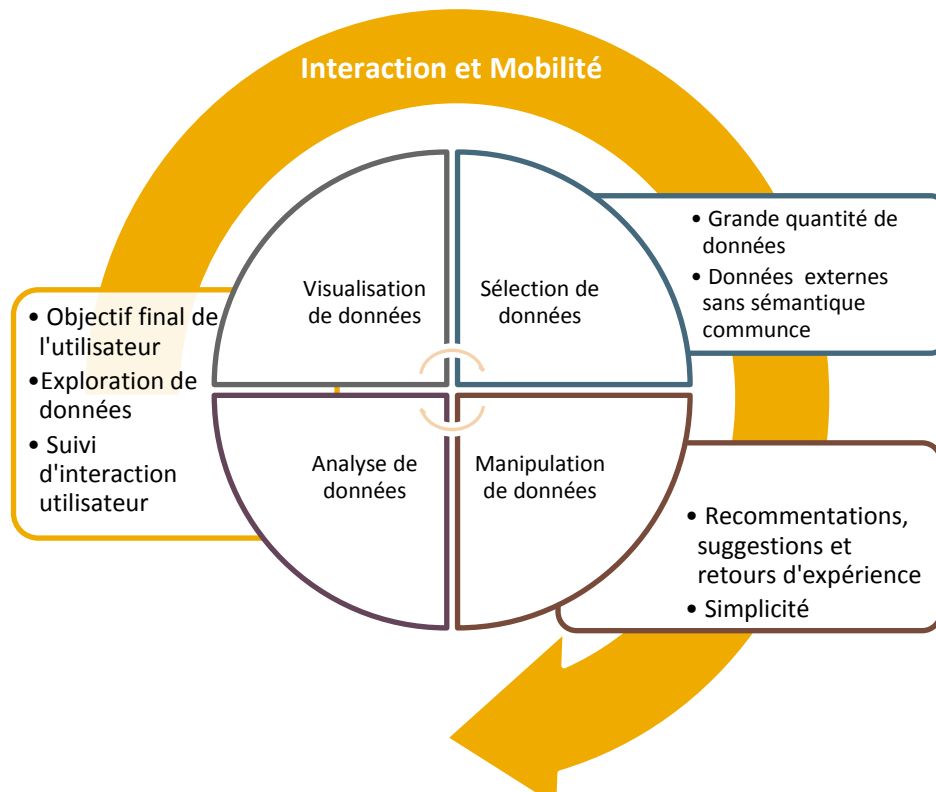 Interaction et Mobilité
Visualisation
de données
Sélection de
données
• Grande quantité de
données
• Données  externes
sans sémantique
communce
• Objectif final de
l'utilisateur
•Exploration de
données
• Suivi
d'interaction
utilisateur
Analyse de
données
Manipulation
de données
• Recommentations,
suggestions et
retours d'expérience
• Simplicité